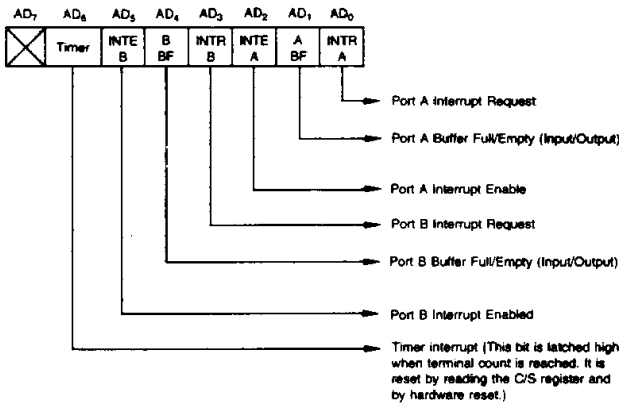 AD7 AD6 AD5 AD4 AD3 AD2 AD1 AD0
Timer INTE B B BF INTR B INTE A A BF INTR A
Port A Interrupt Request
Port A Buffer Full/Empty (Input/Output)
Port A Interrupt Enable
Port B Interrupt Request
Port B Buffer Full/Empty (Input/Output)
Port B Interrupt Enabled
Timer interrupt (This bit is latched high
when terminal count is reached. It is
reset by reading the C/S register and
by hardware reset.)